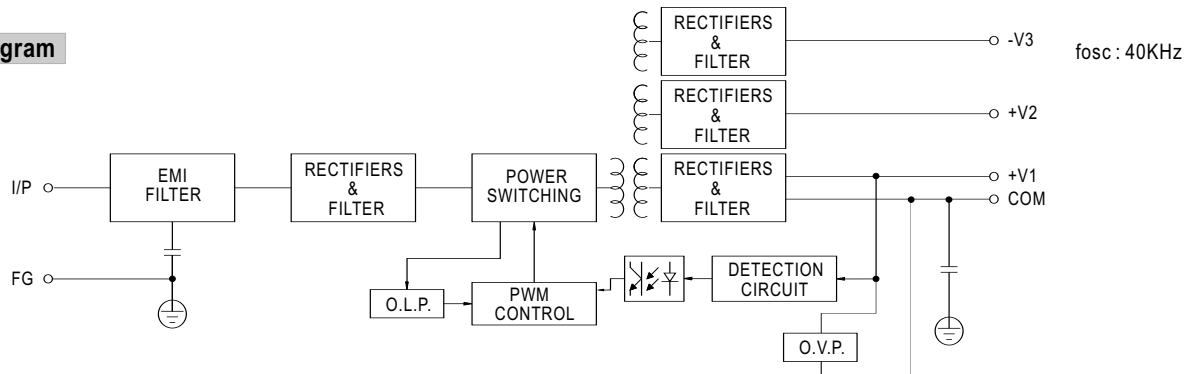 gram
RECTIFIERS
&
FILTER
-V3
fosc : 40KHz
RECTIFIERS
&
FILTER
+V2
I/P
EMI
FILTER
RECTIFIERS
&
FILTER
POWER
SWITCHING
RECTIFIERS
&
FILTER
+V1
COM
FG
O.L.P.
PWM
CONTROL
DETECTION
CIRCUIT
O.V.P.